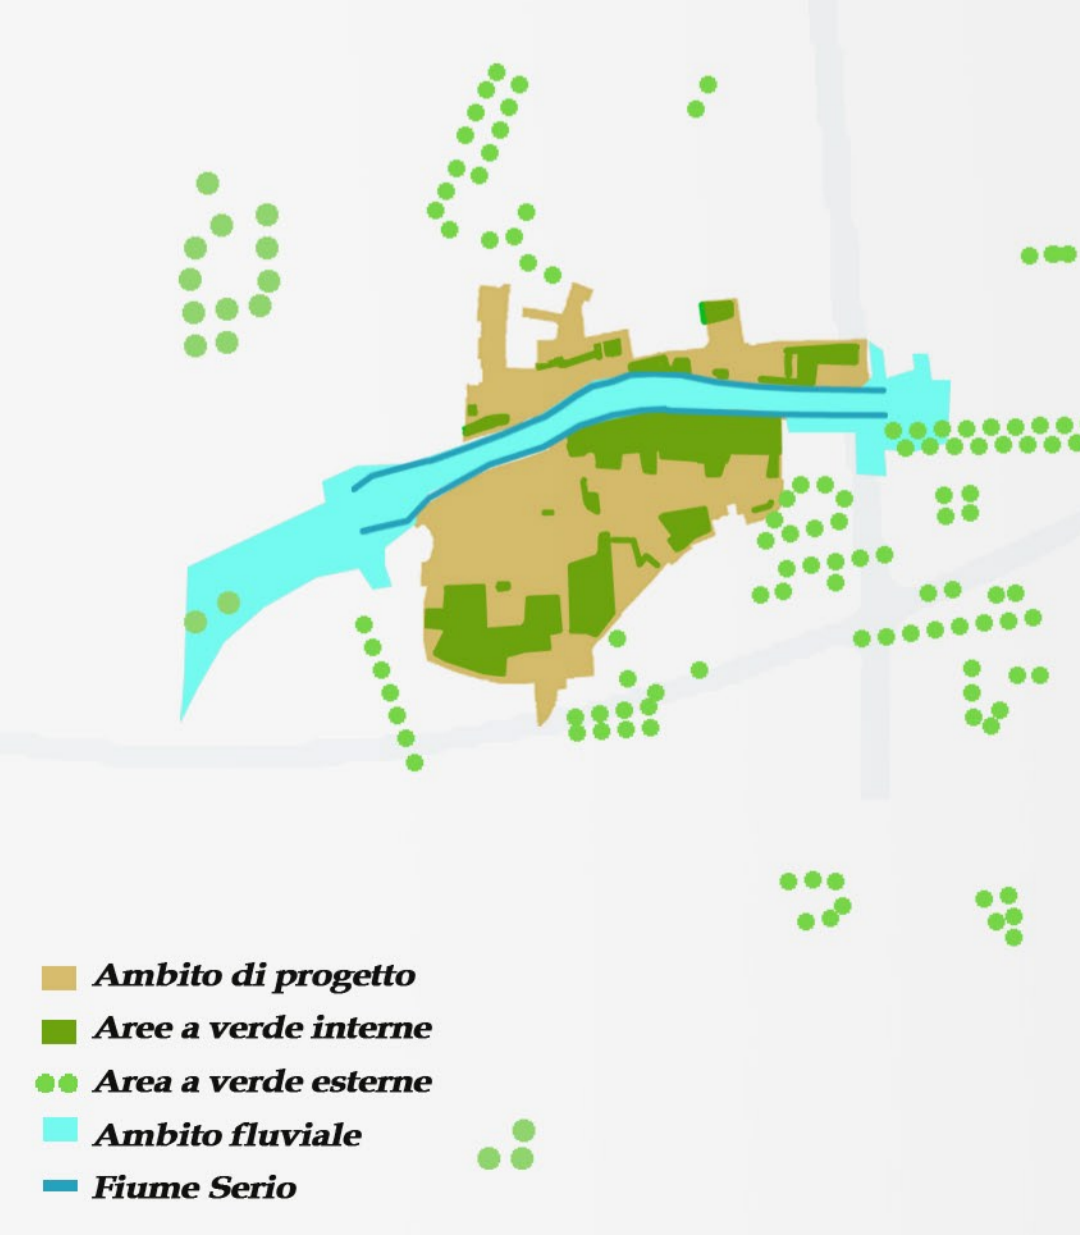 Ambito di progetto
Aree a verde interne
Area a verde esterne
Ambito fluviale
Fiume Serio